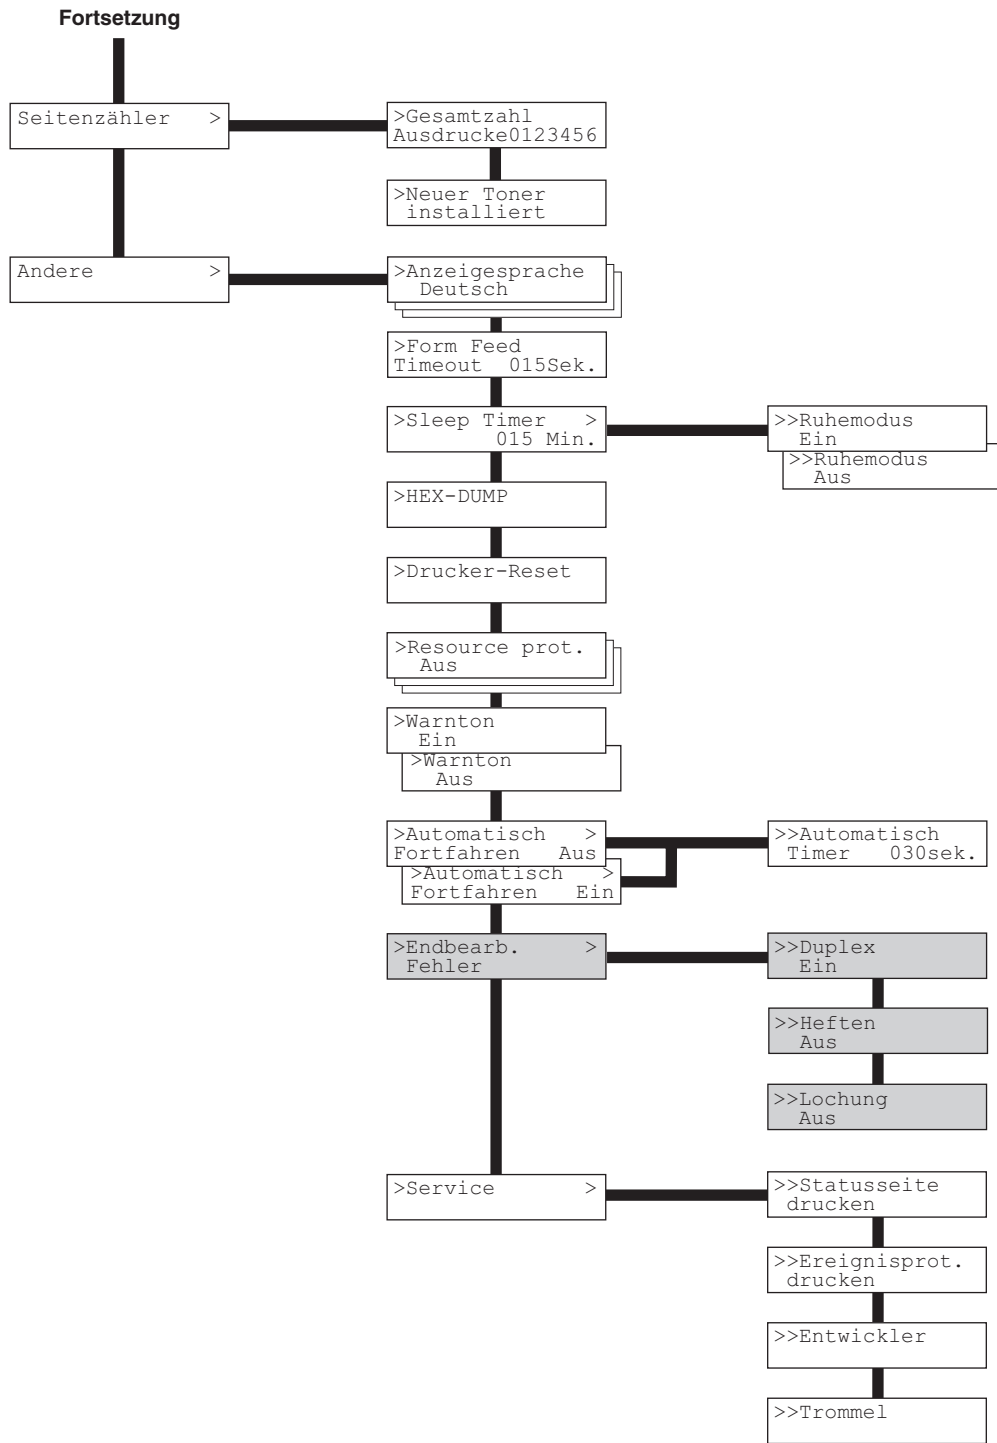 Fortsetzung
Seitenzähler >
>Gesamtzahl
Ausdrucke0123456
>Neuer Toner
installiert
Andere >
>Anzeigesprache
Deutsch
>Form Feed
Timeout 015Sek.
>Sleep Timer >
015 Min.
>>Ruhemodus
Ein
>>Ruhemodus
Aus
>HEX-DUMP
>Drucker-Reset
>Resource prot.
Aus
>Warnton
Ein
>Warnton
Aus
>Automatisch >
Fortfahren Aus
>Automatisch >
Fortfahren Ein
>>Automatisch
Timer 030sek.
>Endbearb. >
Fehler
>>Duplex
Ein
>>Heften
Aus
>>Lochung
Aus
>Service >
>>Statusseite
drucken
>>Ereignisprot.
drucken
>>Entwickler
>>Trommel